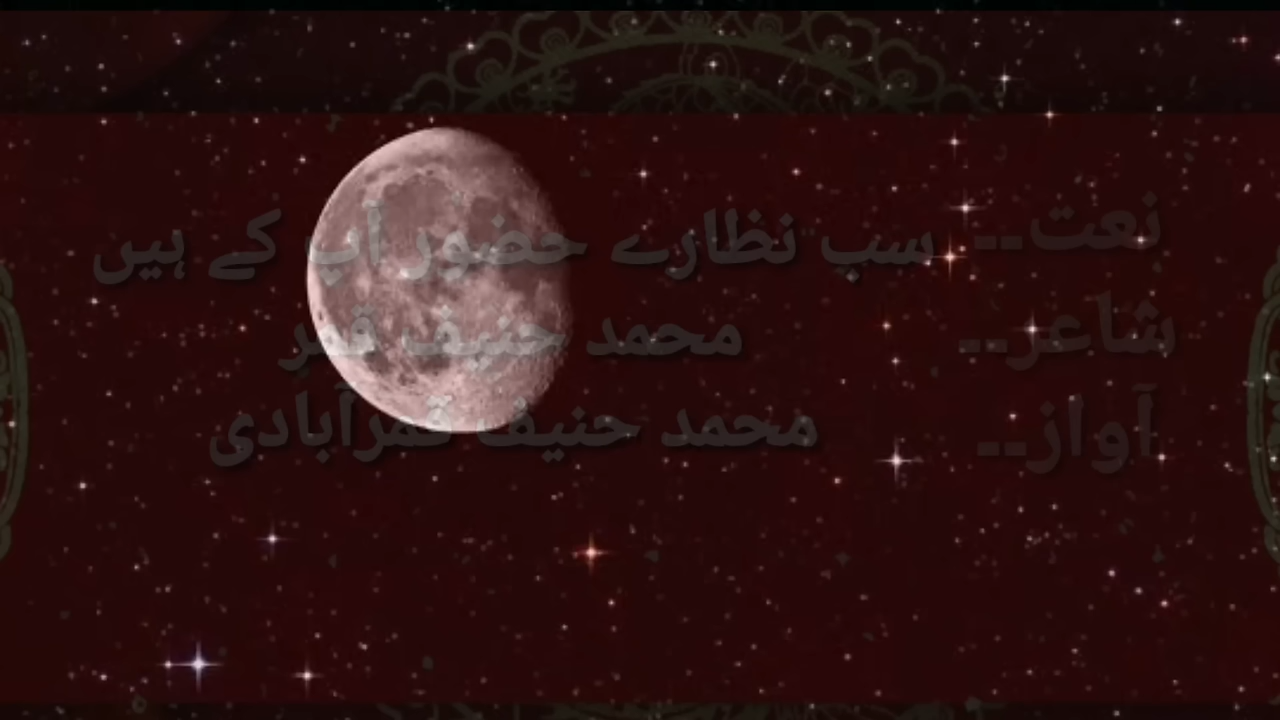 نعت-- سب نظارے حضور آپ کے ہیں
شاعر-- محمد حنیف قمر
آواز-- محمد حنیف قمرآبادی